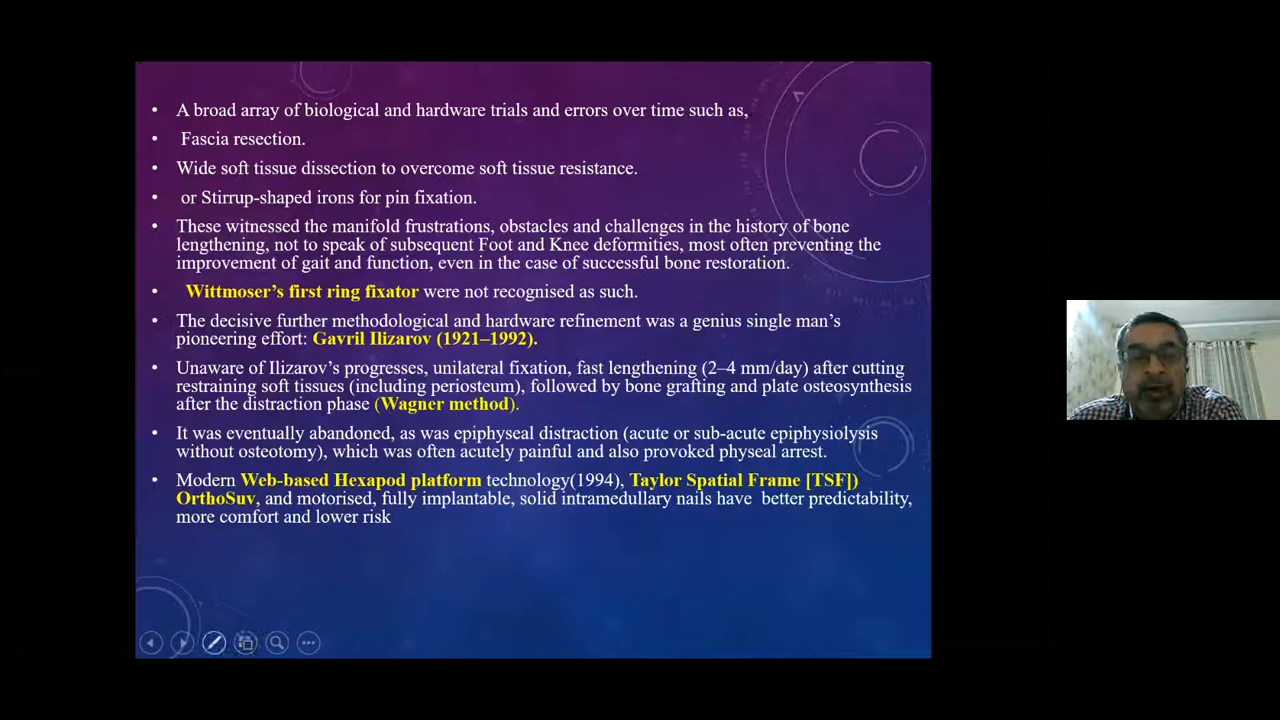 • A broad array of biological and hardware trials and errors over time such as,
• Fascia resection.
• Wide soft tissue dissection to overcome soft tissue resistance.
• or Stirrup-shaped irons for pin fixation.
• These witnessed the manifold frustrations, obstacles and challenges in the history of bone
lengthening, not to speak of subsequent Foot and Knee deformities, most often preventing the
improvement of gait and function, even in the case of successful bone restoration.
• Wittmoser’s first ring fixator were not recognised as such.
• The decisive further methodological and hardware refinement was a genius single man’s
pioneering effort: Gavril Ilizarov (1921–1992).
• Unaware of Ilizarov’s progresses, unilateral fixation, fast lengthening (2–4 mm/day) after cutting
restraining soft tissues (including periosteum), followed by bone grafting and plate osteosynthesis
after the distraction phase (Wagner method).
• It was eventually abandoned, as was epiphyseal distraction (acute or sub-acute epiphysiolysis
without osteotomy), which was often acutely painful and also provoked physeal arrest.
• Modern Web-based Hexapod platform technology(1994), Taylor Spatial Frame [TSF])
OrthoSuv, and motorised, fully implantable, solid intramedullary nails have better predictability,
more comfort and lower risk